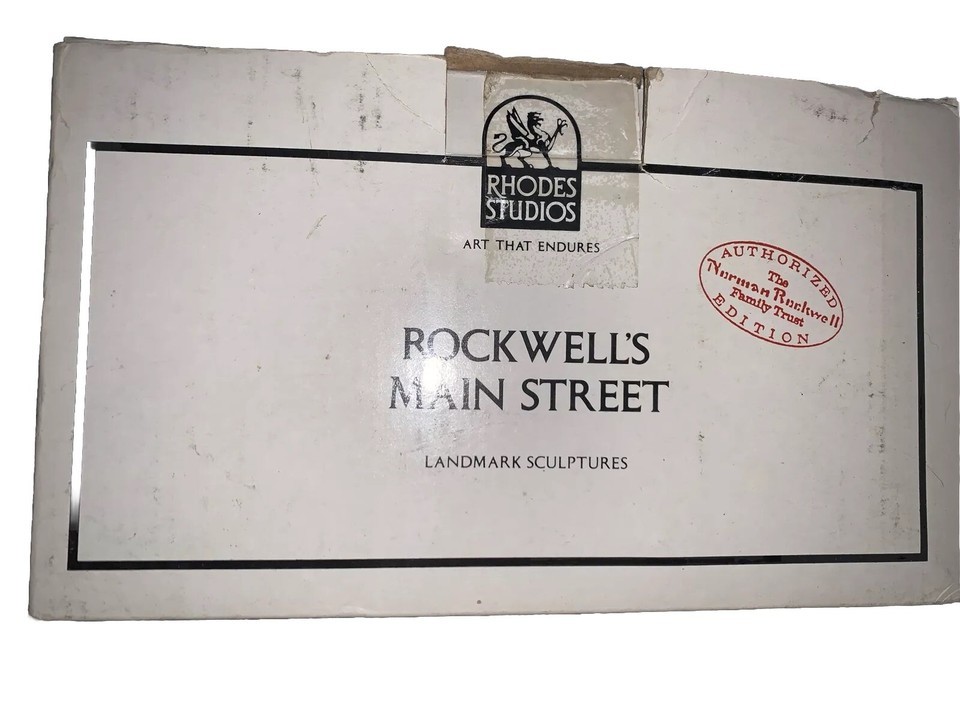 RHODES
STUDIOS
ART THAT ENDURES
AUTHORIZED
The
Norman Rockwell
Family Trust
EDITION
ROCKWELL'S
MAIN STREET
LANDMARK SCULPTURES